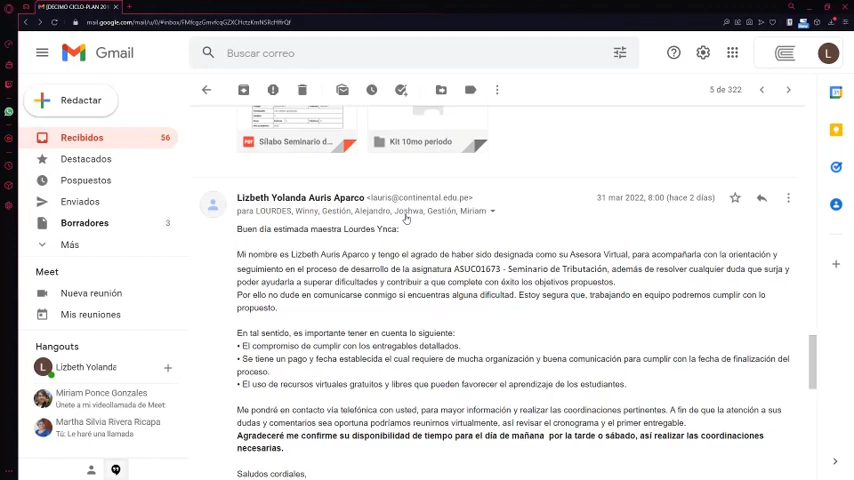 [DECIMO CICLO-PLAN 20
mail.google.com/mail/u/0/#inbox/
Gmail
Buscar correo
L
Redactar
5 de 322
Recibidos 56
Destacados
Pospuestos
Enviados
Borradores 3
Más
Meet
Nueva reunión
Mis reuniones
Hangouts
L Lizbeth Yolanda
Miriam Ponce Gonzales
Únete a mi videollamada de Meet
Martha Silvia Rivera Ricapa
Tú: Le haré una llamada
PDF Sílabo Seminario d...
Kit 10mo periodo
Lizbeth Yolanda Auris Aparco <lauris@continental.edu.pe>
31 mar 2022, 8:00 (hace 2 días)
para LOURDES, Winny, Gestión, Alejandro, Joshwa, Gestión, Miriam
Buen día estimada maestra Lourdes Ynca:
Mi nombre es Lizbeth Auris Aparco y tengo el agrado de haber sido designada como su Asesora Virtual, para acompañarla con la orientación y
seguimiento en el proceso de desarrollo de la asignatura ASUC01673 - Seminario de Tributación, además de resolver cualquier duda que surja y
poder ayudarla a superar dificultades y contribuir a que complete con éxito los objetivos propuestos.
Por ello no dude en comunicarse conmigo si encuentras alguna dificultad. Estoy segura que, trabajando en equipo podremos cumplir con lo
propuesto.
En tal sentido, es importante tener en cuenta lo siguiente:
• El compromiso de cumplir con los entregables detallados.
• Se tiene un pago y fecha establecida el cual requiere de mucha organización y buena comunicación para cumplir con la fecha de finalización del
proceso.
• El uso de recursos virtuales gratuitos y libres que pueden favorecer el aprendizaje de los estudiantes.
Me pondré en contacto vía telefónica con usted, para mayor información y realizar las coordinaciones pertinentes. A fin de que la atención a sus
dudas y comentarios sea oportuna podríamos reunirnos virtualmente, así revisar el cronograma y el primer entregable.
Agradeceré me confirme su disponibilidad de tiempo para el día de mañana por la tarde o sábado, así realizar las coordinaciones
necesarias.
Saludos cordiales,